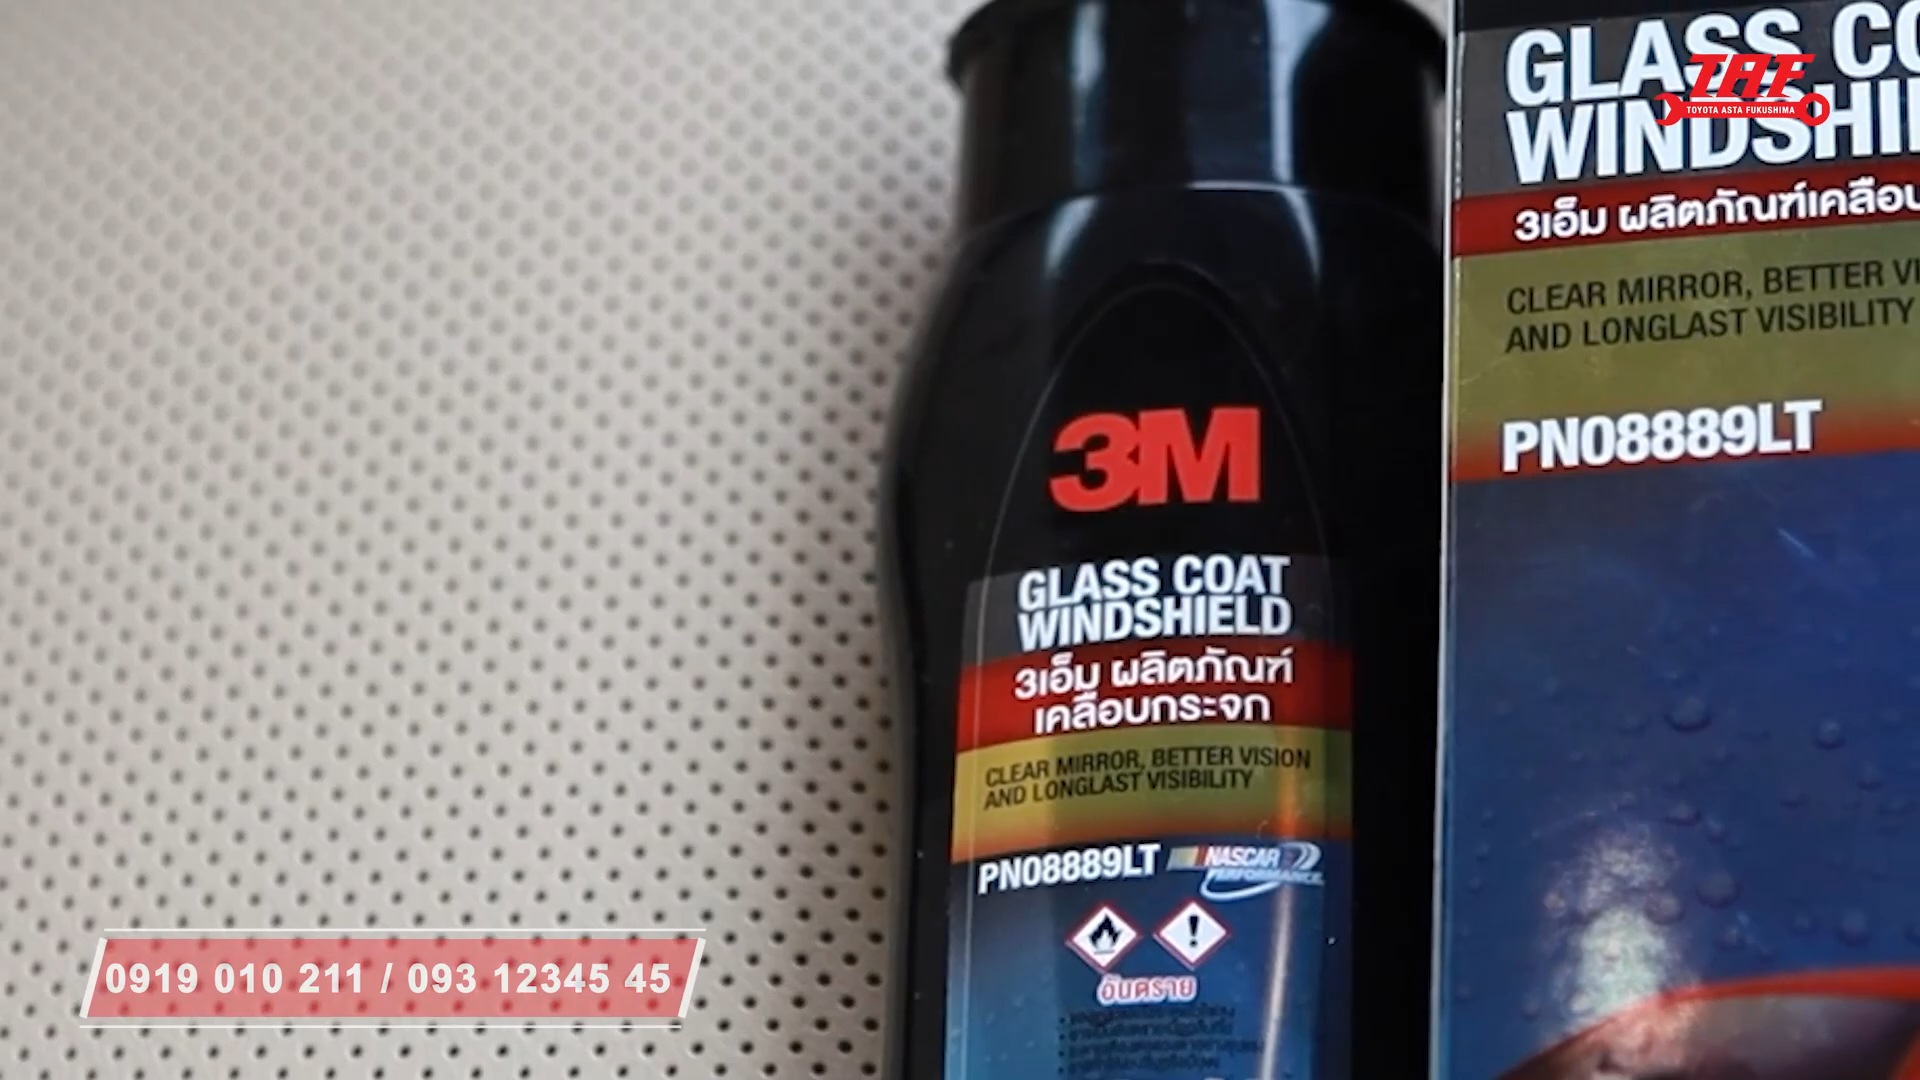 3M
GLASS COAT
WINDSHIELD
3เอ็ม ผลิตภัณฑ์
เคลือบกระจก
CLEAR MIRROR, BETTER VISION
AND LONGLAST VISIBILITY
PN08889LT
NASCAR
PERFORMANCE
อันตราย
GLASS
WINDSHI
3เอ็ม ผลิตภัณฑ์เคลือบ
CLEAR MIRROR, BETTER VI
AND LONGLAST VISIBILITY
PN08889LT
TAF
TOYOTA ASTA FUKUSHIMA
0919 010 211 / 093 12345 45